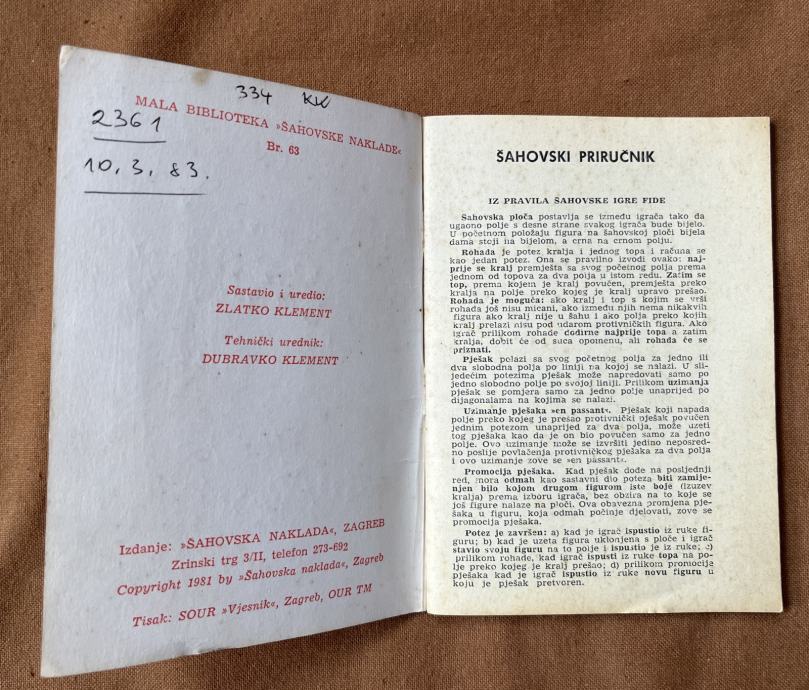 334 KK
MALA BIBLIOTEKA »ŠAHOVSKE NAKLADE«
Br. 63
2361
10. 3. 83.
Sastavio i uredio:
ZLATKO KLEMENT
Tehnički urednik:
DUBRAVKO KLEMENT
Izdanje: »ŠAHOVSKA NAKLADA«, ZAGREB
Zrinski trg 3/II, telefon 273-692
Copyright 1981 by »Šahovska naklada«, Zagreb
Tisak: SOUR »Vjesnik«, Zagreb, OUR TM
ŠAHOVSKI PRIRUČNIK
IZ PRAVILA ŠAHOVSKE IGRE FIDE
Šahovska ploča postavlja se između igrača tako da
ugaono polje s desne strane svakog igrača bude bijelo.
U početnom položaju figura na šahovskoj ploči bijela
dama stoji na bijelom, a crna na crnom polju.
Rohada je potez kralja i jednog topa i računa se
kao jedan potez. Ona se pravilno izvodi ovako: naj-
prije se kralj premješta sa svog početnog polja prema
jednom od topova za dva polja u istom redu. Zatim se
top, prema kojem je kralj povučen, premješta preko
kralja na polje preko kojeg je kralj upravo prešao.
Rohada je moguća: ako kralj i top s kojim se vrši
rohada još nisu micani, ako između njih nema nikakvih
figura ako kralj nije u šahu i ako polja preko kojih
kralj prelazi nisu pod udarom protivničkih figura. Ako
igrač prilikom rohade dodirne najprije topa a zatim
kralja, dobit će od suca opomenu, ali rohada će se
priznati.
Pješak polazi sa svog početnog polja za jedno ili
dva slobodna polja po liniji na kojoj se nalazi. U sli-
jedećim potezima pješak može napredovati samo po
jedno slobodno polje po svojoj liniji. Prilikom uzimanja
pješak se pomjera samo za jedno polje unaprijed po
dijagonalama na kojima se nalazi.
Uzimanje pješaka »en passant«. Pješak koji napada
polje preko kojeg je prešao protivnički pješak povučen
jednim potezom unaprijed za dva polja, može uzeti
tog pješaka kao da je on bio povučen samo za jedno
polje. Ovo uzimanje može se izvršiti jedino neposred-
no poslije povlačenja protivničkog pješaka za dva polja
i ovo uzimanje zove se »en passant«.
Promocija pješaka. Kad pješak dođe na posljednji
red, mora odmah kao sastavni dio poteza biti zamije-
njen bilo kojom drugom figurom iste boje (izuzev
kralja) prema izboru igrača, bez obzira na to koje se
još figure nalaze na ploči. Ova obavezna promjena pje-
šaka u figuru, koja odmah počinje djelovati, zove se
promocija pješaka.
Potez je završen: a) kad je igrač ispustio iz ruke fi-
guru; b) kad je uzeta figura uklonjena s ploče i igrač
stavio svoju figuru na to polje i ispustio je iz ruke; c)
prilikom rohade, kad igrač ispusti iz ruke topa na po-
lje preko kojeg je kralj prešao; d) prilikom promocije
pješaka kad je igrač ispustio iz ruke novu figuru u
koju je pješak pretvoren.